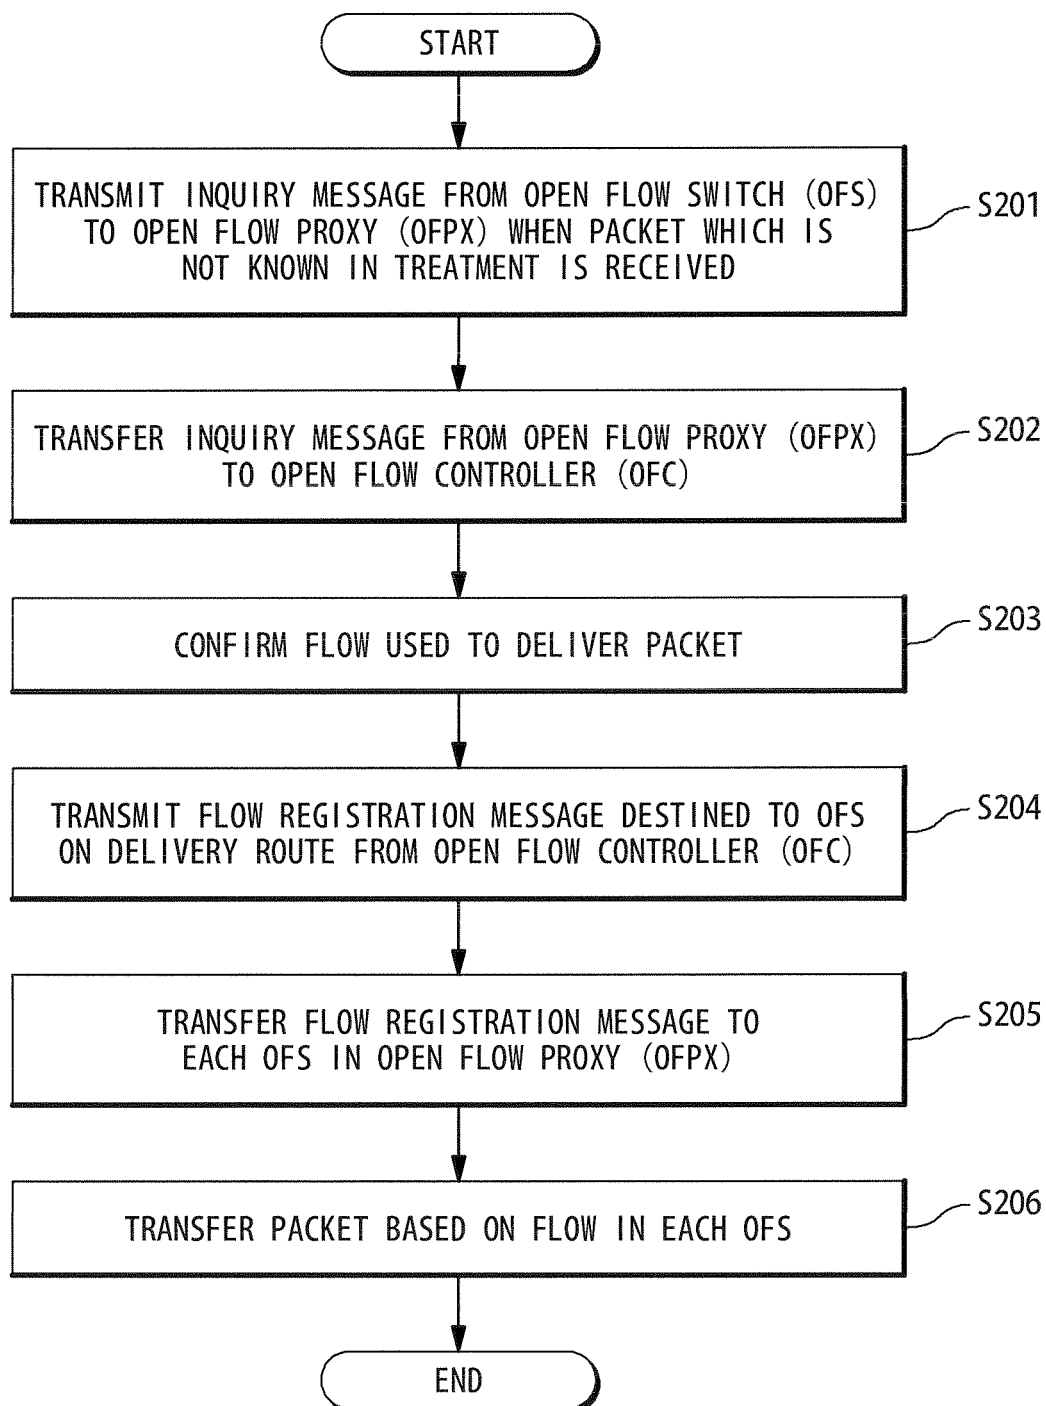 START
TRANSMIT INQUIRY MESSAGE FROM OPEN FLOW SWITCH (OFS)
TO OPEN FLOW PROXY (OFPX) WHEN PACKET WHICH IS
NOT KNOWN IN TREATMENT IS RECEIVED
S201
TRANSFER INQUIRY MESSAGE FROM OPEN FLOW PROXY (OFPX)
TO OPEN FLOW CONTROLLER (OFC)
S202
CONFIRM FLOW USED TO DELIVER PACKET
S203
TRANSMIT FLOW REGISTRATION MESSAGE DESTINED TO OFS
ON DELIVERY ROUTE FROM OPEN FLOW CONTROLLER (OFC)
S204
TRANSFER FLOW REGISTRATION MESSAGE TO
EACH OFS IN OPEN FLOW PROXY (OFPX)
S205
TRANSFER PACKET BASED ON FLOW IN EACH OFS
S206
END